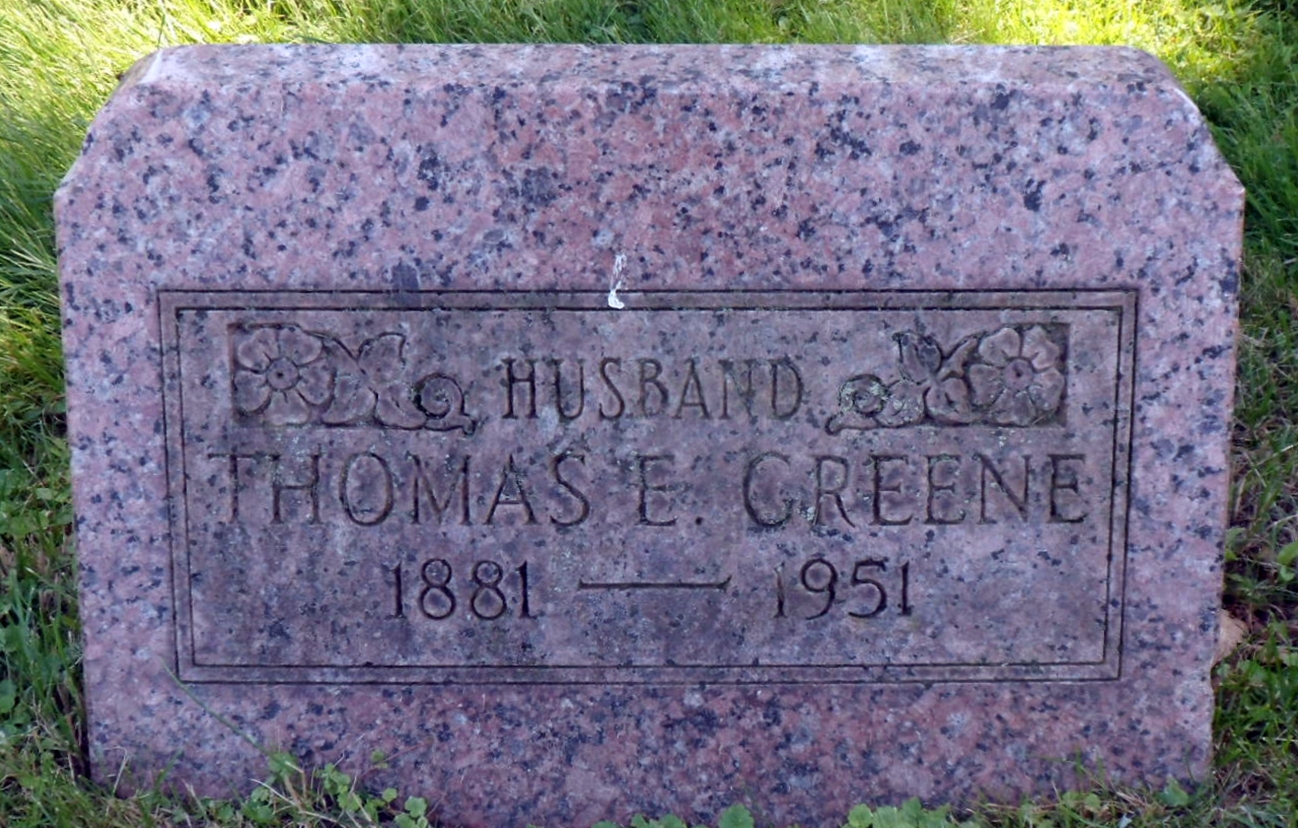 HUSBAND
THOMAS E. GREENE
1881 — 1951